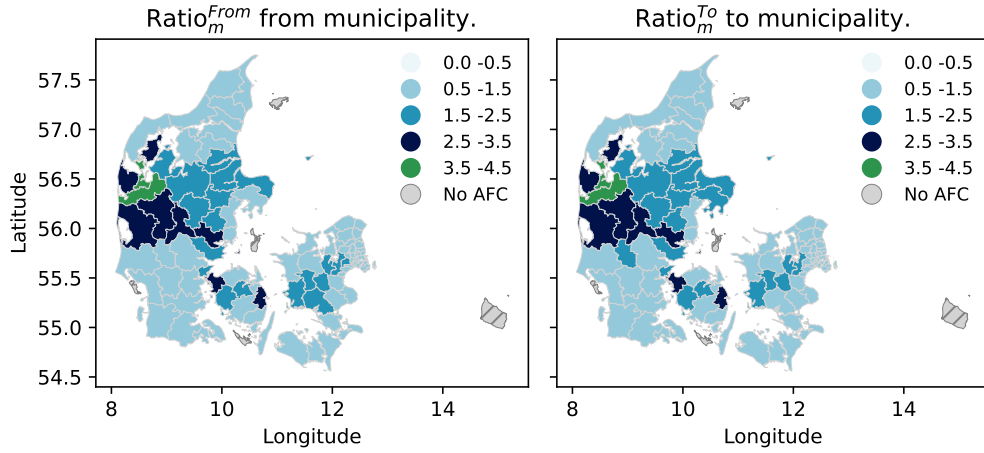 Ratio_m^From from municipality.
57.5
57.0
56.5
56.0
55.5
55.0
54.5
Latitude
0.0 -0.5
0.5 -1.5
1.5 -2.5
2.5 -3.5
3.5 -4.5
No AFC
8 10 12 14
Longitude
Ratio_m^To to municipality.
0.0 -0.5
0.5 -1.5
1.5 -2.5
2.5 -3.5
3.5 -4.5
No AFC
8 10 12 14
Longitude